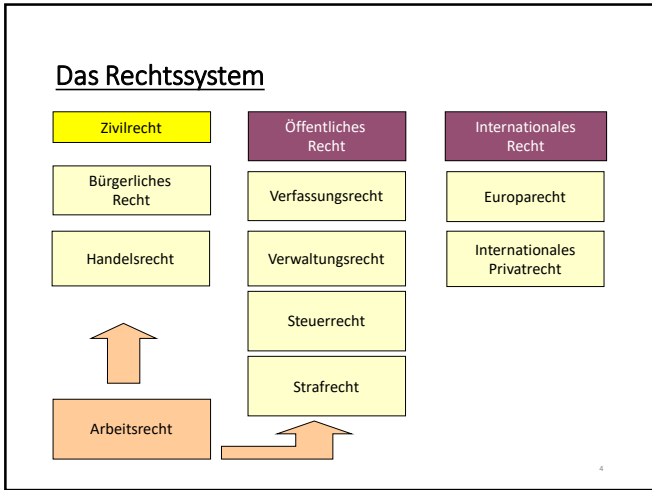 Das Rechtssystem
Zivilrecht
Bürgerliches
Recht
Handelsrecht
Arbeitsrecht
Öffentliches
Recht
Verfassungsrecht
Verwaltungsrecht
Steuerrecht
Strafrecht
Internationales
Recht
Europarecht
Internationales
Privatrecht
4